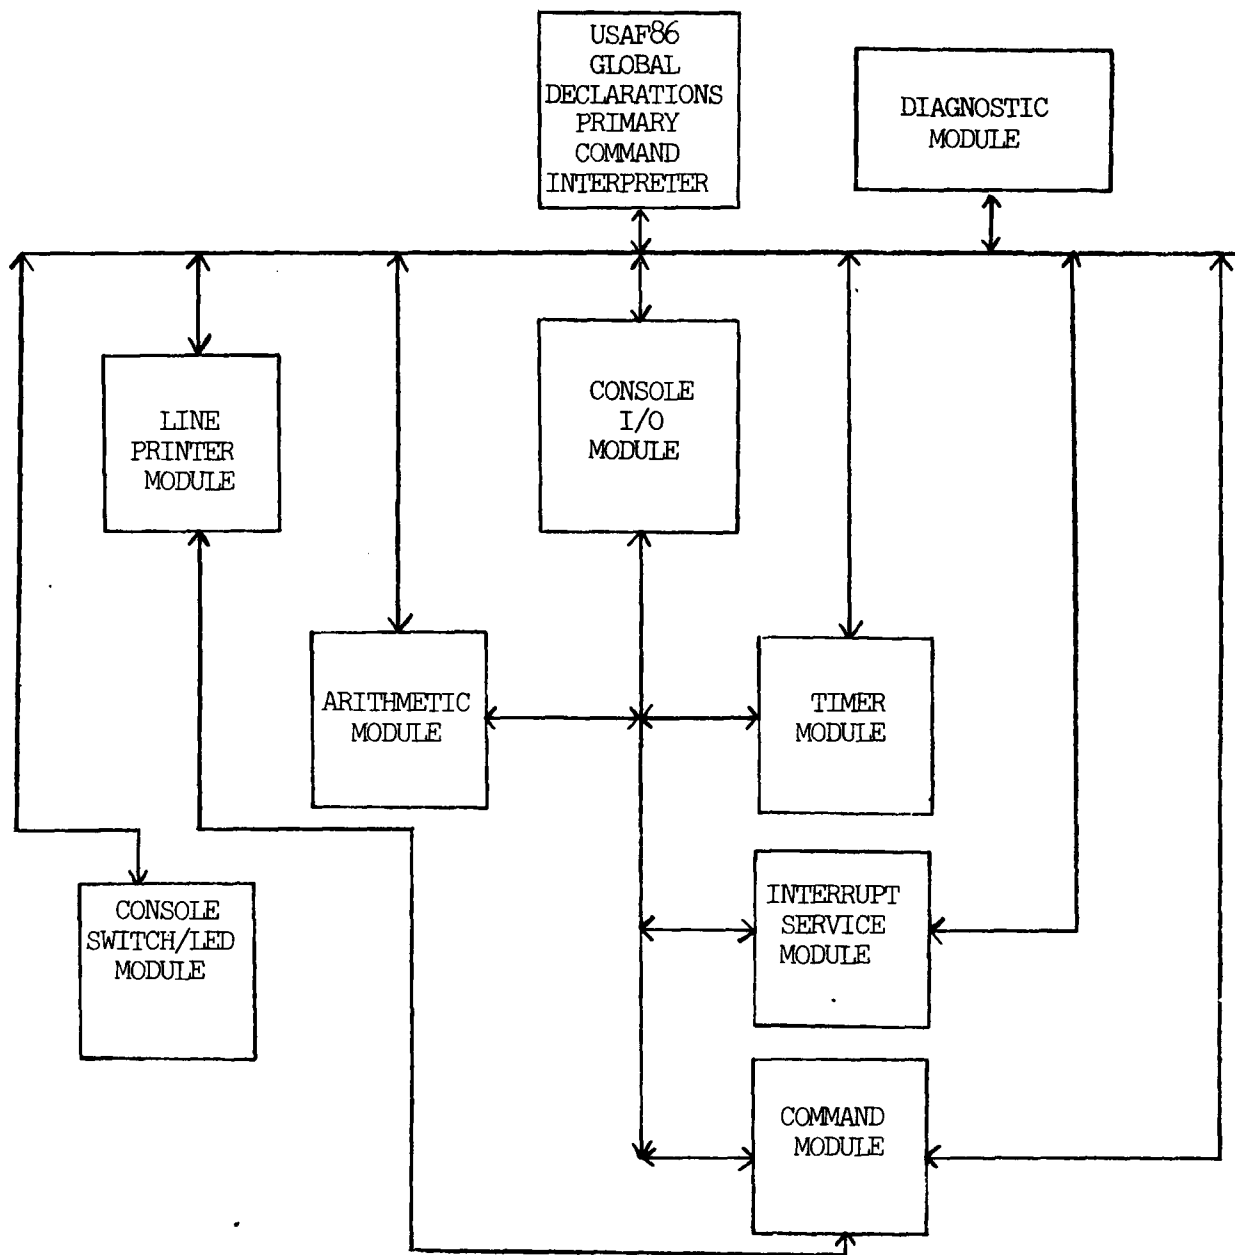 USAF86
GLOBAL
DECLARATIONS
PRIMARY
COMMAND
INTERPRETER
DIAGNOSTIC
MODULE
LINE
PRINTER
MODULE
CONSOLE
I/O
MODULE
ARITHMETIC
MODULE
TIMER
MODULE
CONSOLE
SWITCH/LED
MODULE
INTERRUPT
SERVICE
MODULE
COMMAND
MODULE